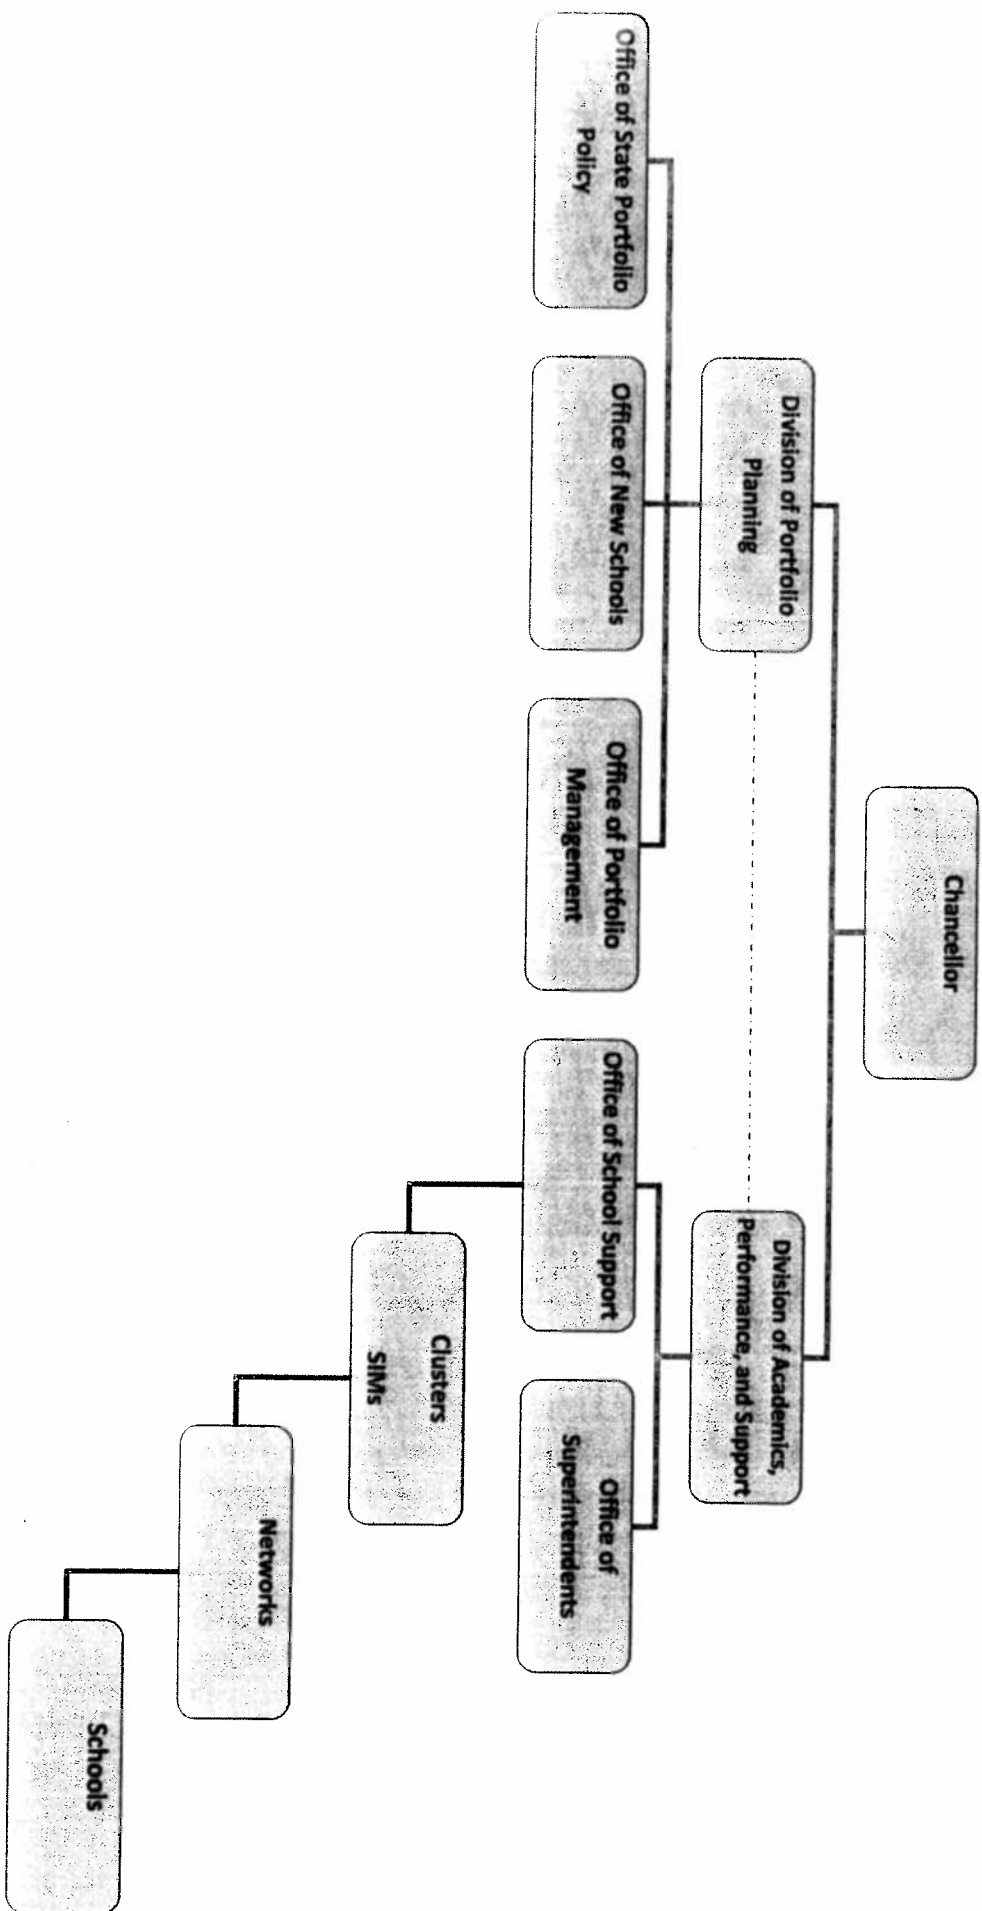 Chancellor
Division of Portfolio
Planning
Division of Academics,
Performance, and Support
Office of State Portfolio
Policy
Office of New Schools
Office of Portfolio
Management
Office of School Support
Office of
Superintendents
Clusters
SIMs
Networks
Schools